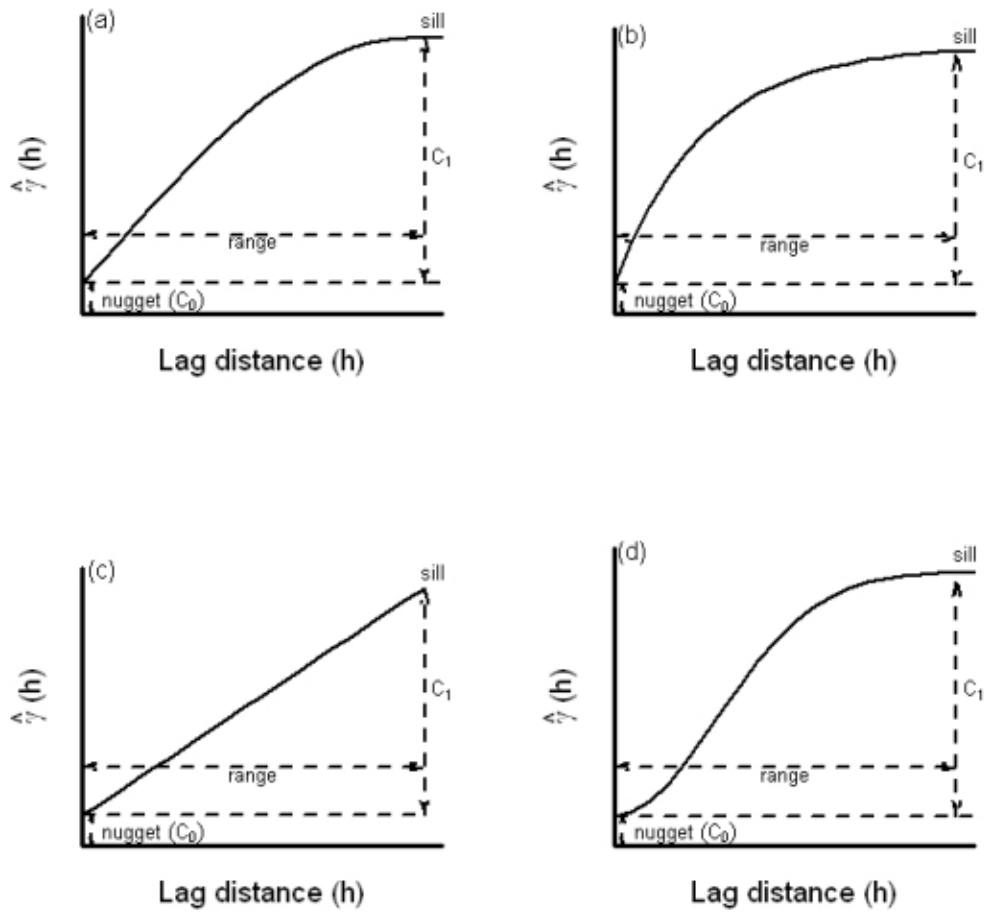 (a)
sill
γ̂ (h)
C₁
range
nugget (C₀)
Lag distance (h)
(b)
sill
γ̂ (h)
C₁
range
nugget (C₀)
Lag distance (h)
(c)
sill
γ̂ (h)
C₁
range
nugget (C₀)
Lag distance (h)
(d)
sill
γ̂ (h)
C₁
range
nugget (C₀)
Lag distance (h)